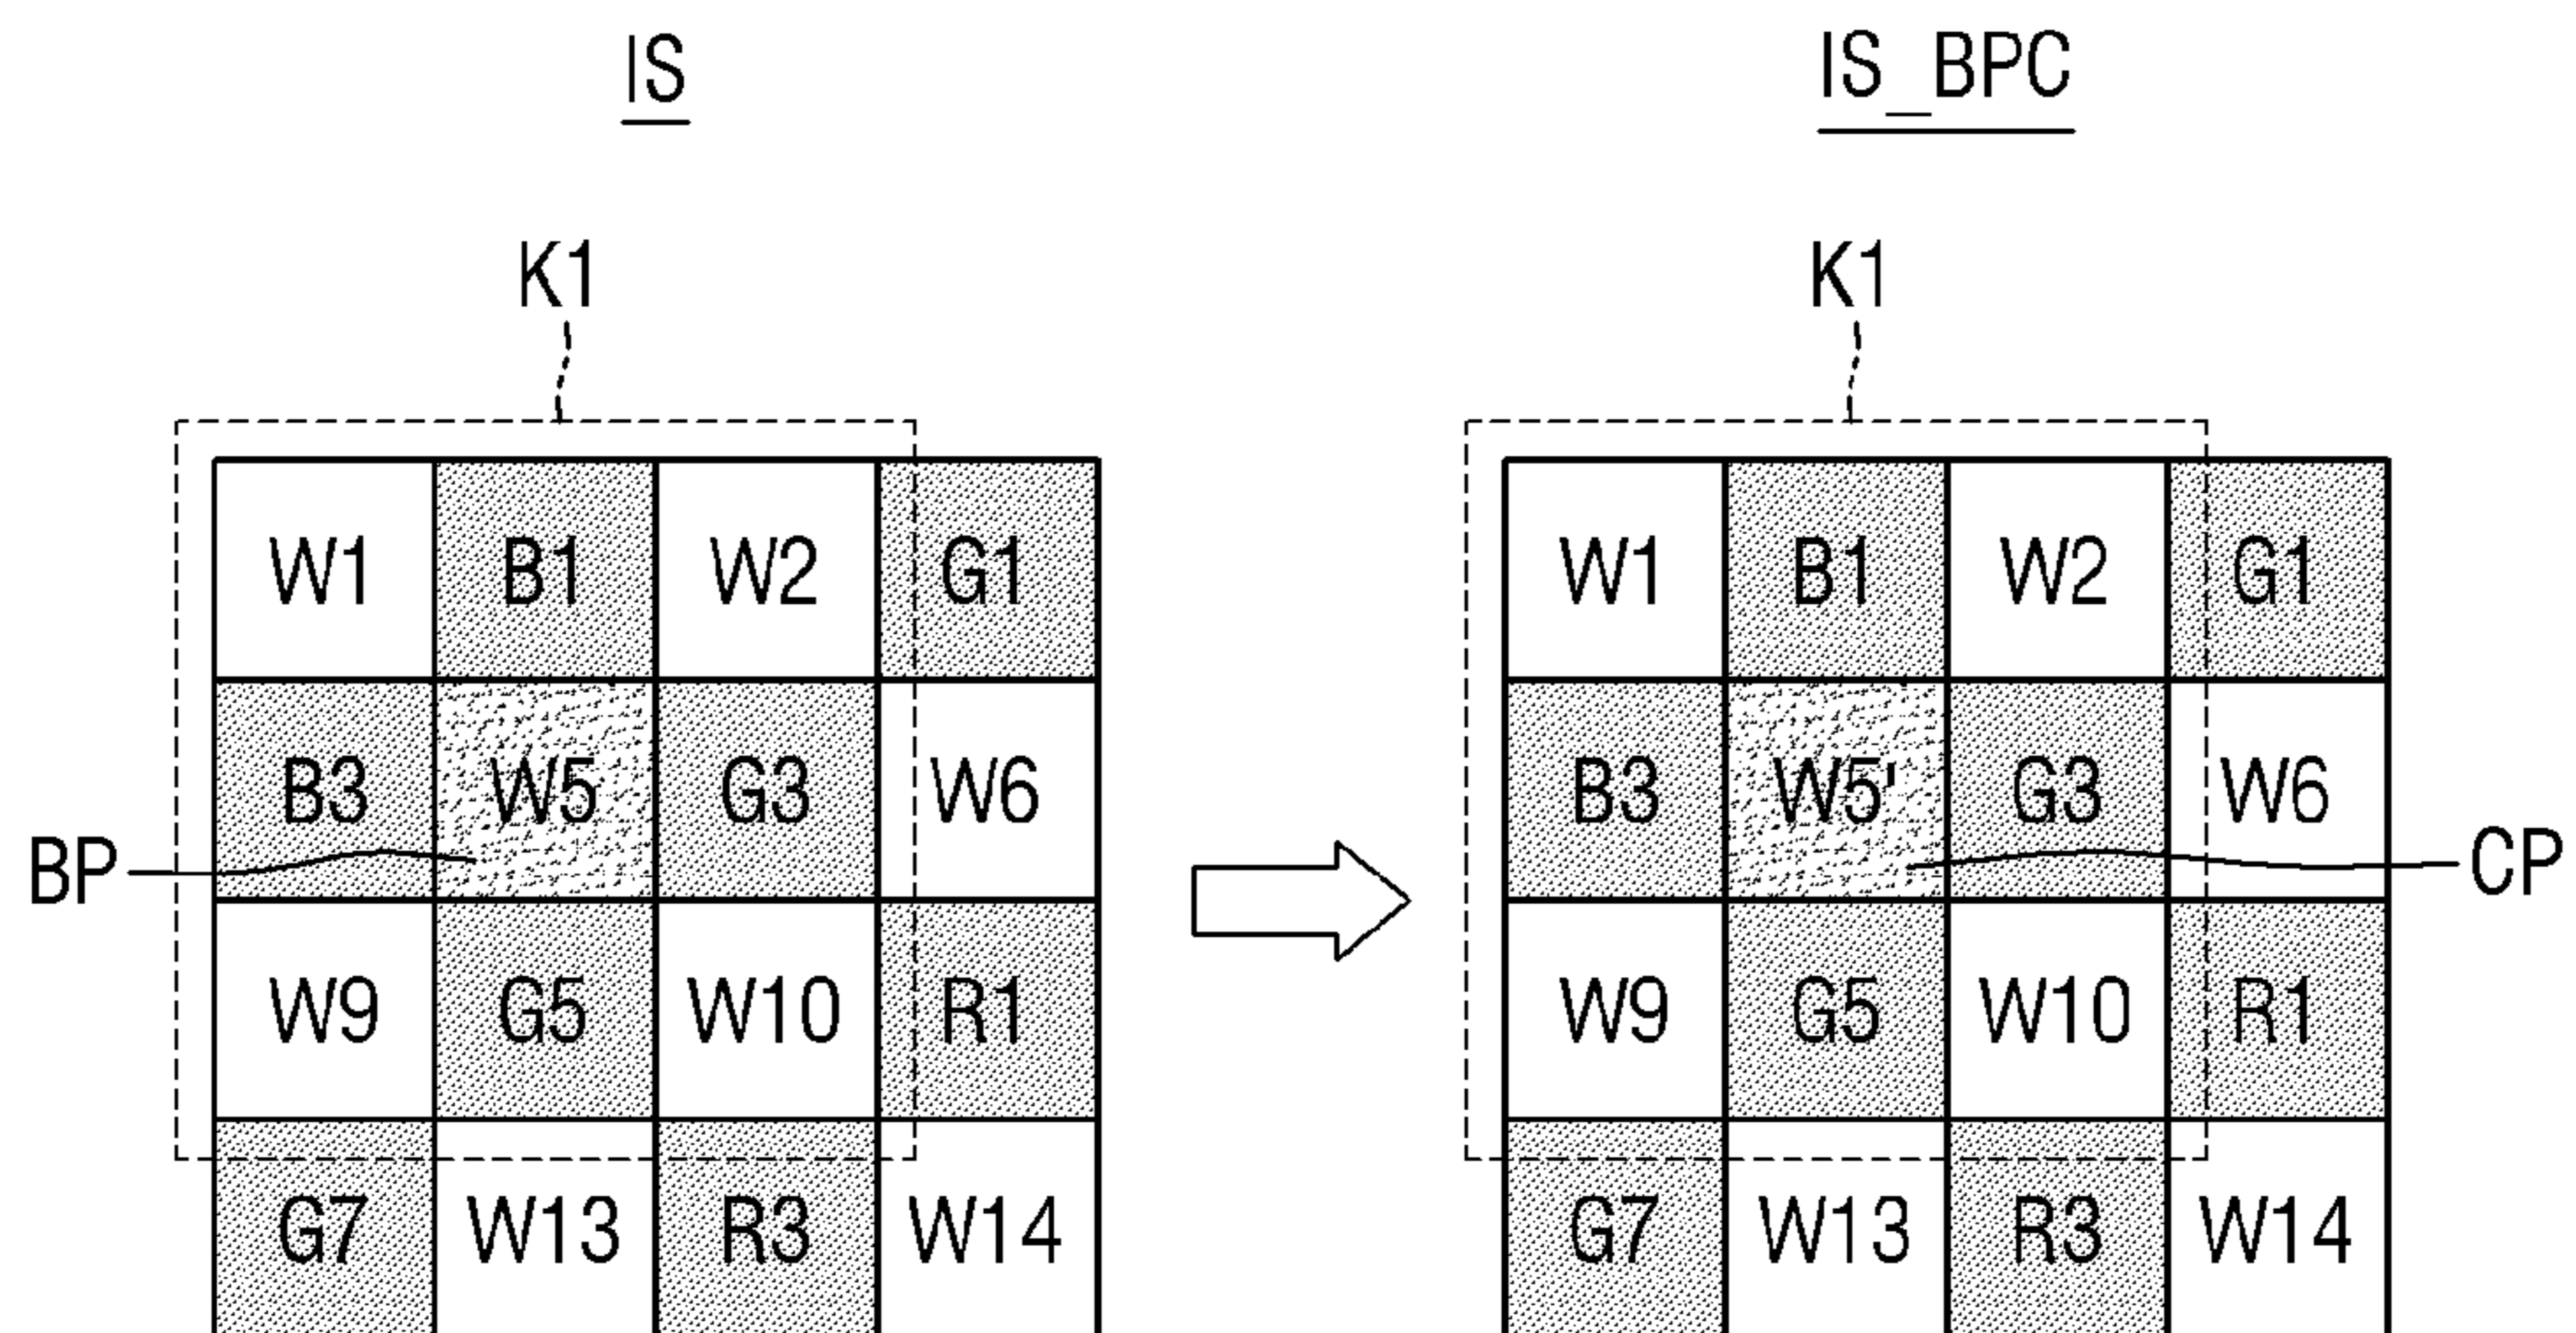 IS IS_BPC
K1 K1
W1 B1 W2 G1 W1 B1 W2 G1
B3 W5 G3 W6 B3 W5' G3 W6
BP CP
W9 G5 W10 R1 W9 G5 W10 R1
G7 W13 R3 W14 G7 W13 R3 W14